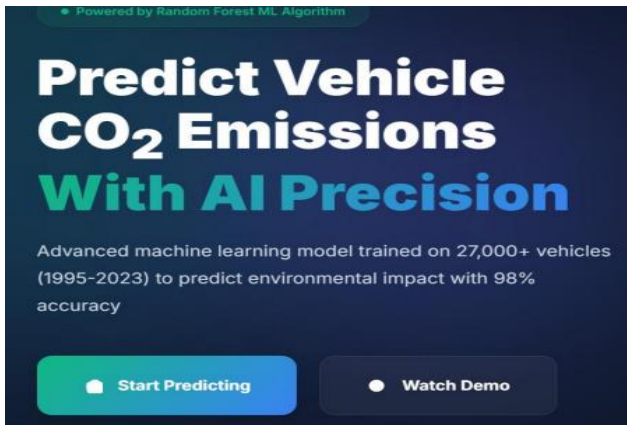 Powered by Random Forest ML Algorithm
Predict Vehicle
CO₂ Emissions
With AI Precision
Advanced machine learning model trained on 27,000+ vehicles
(1995-2023) to predict environmental impact with 98%
accuracy
Start Predicting
Watch Demo